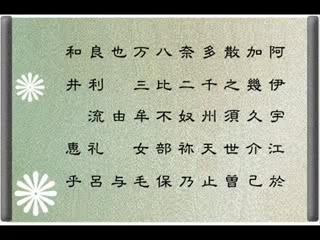 阿伊宇江於
加幾久介己
散之須世曽
多千州天止
奈二奴祢乃
八比不部保
万三牟女毛
也由与
良利流礼呂
和井恵乎